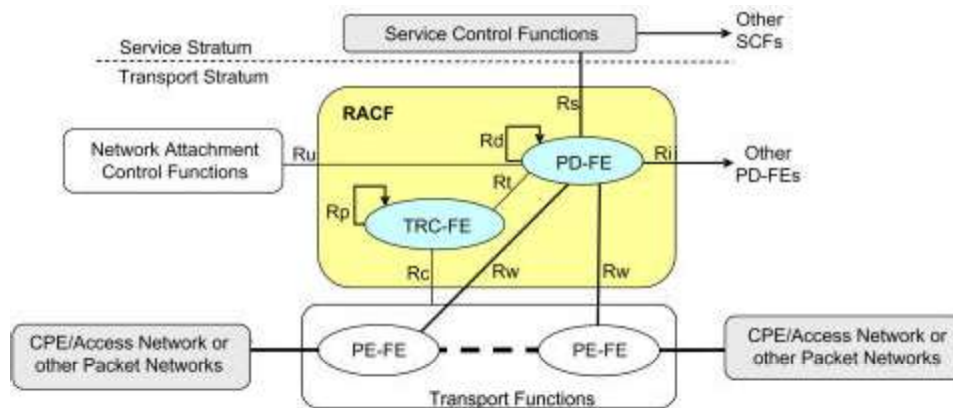 Service Control Functions
Other
SCFs
Service Stratum
Transport Stratum
RACF
Rs
Network Attachment
Control Functions
Ru
Rd
PD-FE
Ri
Other
PD-FEs
Rt
Rp
TRC-FE
Rc
Rw
Rw
CPE/Access Network or
other Packet Networks
PE-FE
PE-FE
CPE/Access Network or
other Packet Networks
Transport Functions